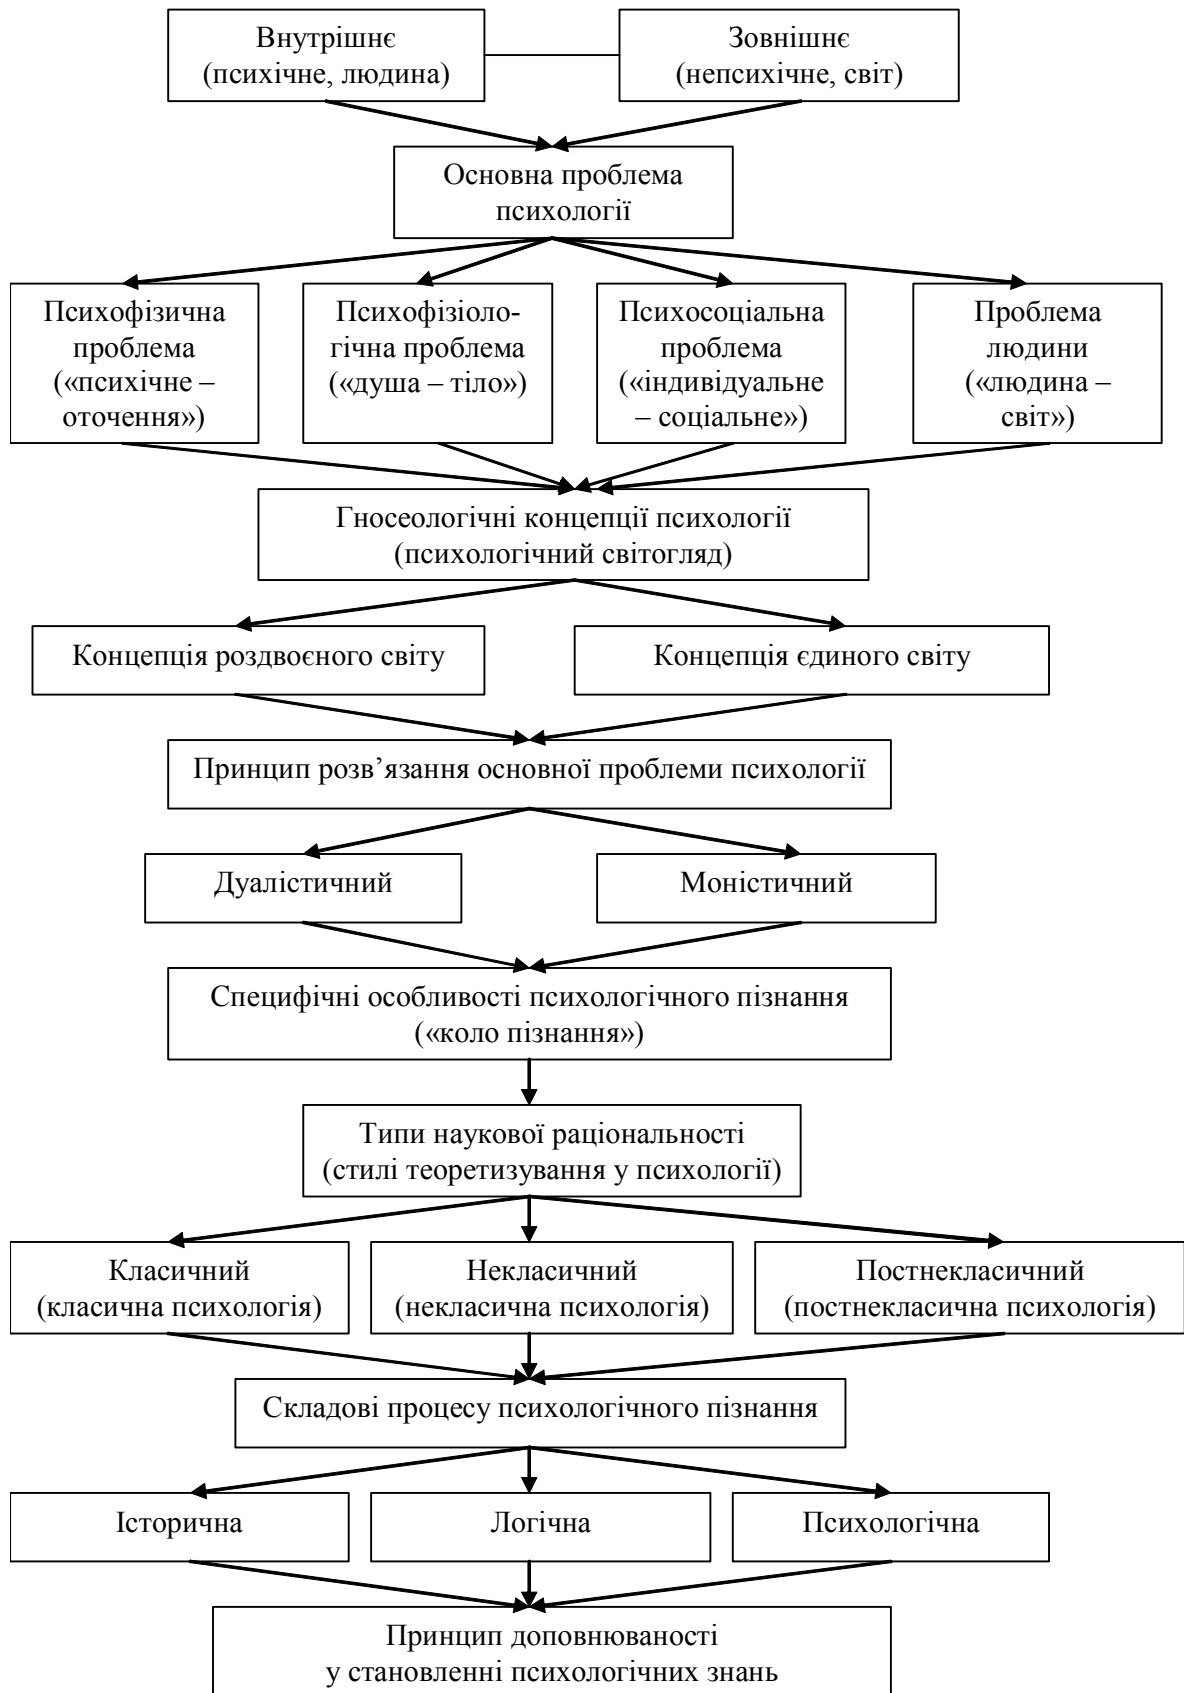 Внутрішнє
(психічне, людина)
Зовнішнє
(непсихічне, світ)
Основна проблема
психології
Психофізична
проблема
(«психічне –
оточення»)
Психофізіоло-
гічна проблема
(«душа – тіло»)
Психосоціальна
проблема
(«індивідуальне
– соціальне»)
Проблема
людини
(«людина –
світ»)
Гносеологічні концепції психології
(психологічний світогляд)
Концепція роздвоєного світу
Концепція єдиного світу
Принцип розв’язання основної проблеми психології
Дуалістичний
Моністичний
Специфічні особливості психологічного пізнання
(«коло пізнання»)
Типи наукової раціональності
(стилі теоретизування у психології)
Класичний
(класична психологія)
Некласичний
(некласична психологія)
Постнекласичний
(постнекласична психологія)
Складові процесу психологічного пізнання
Історична
Логічна
Психологічна
Принцип доповнюваності
у становленні психологічних знань